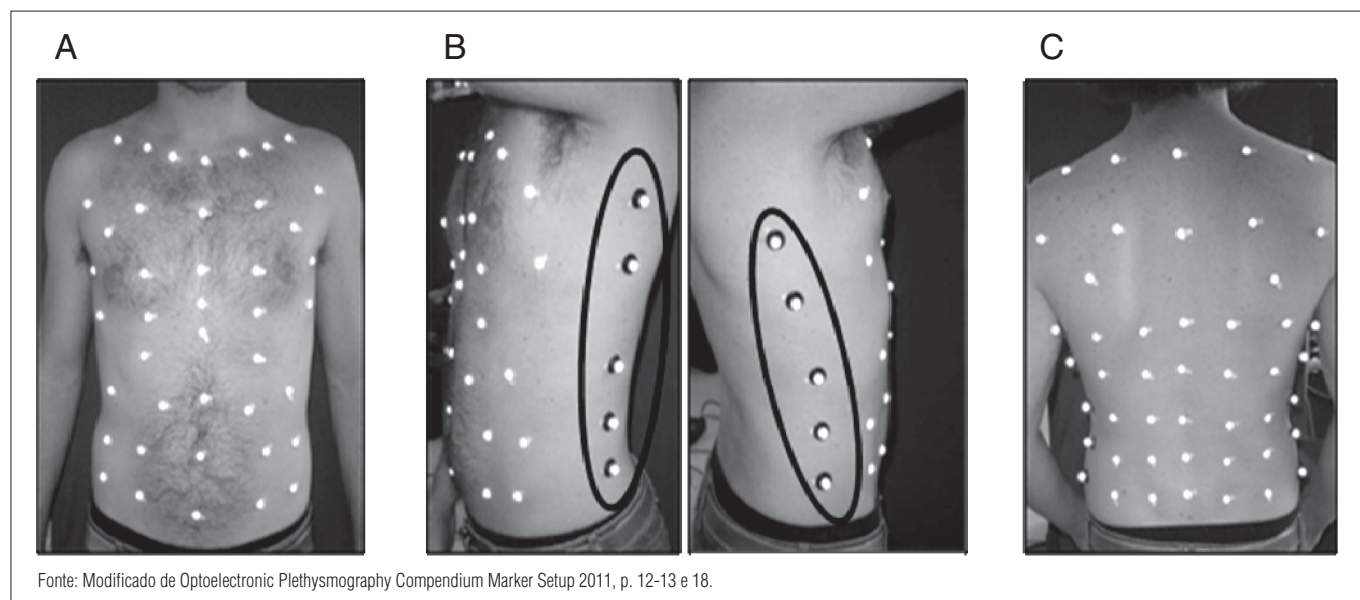 A
B
C
Fonte: Modificado de Optoelectronic Plethysmography Compendium Marker Setup 2011, p. 12-13 e 18.